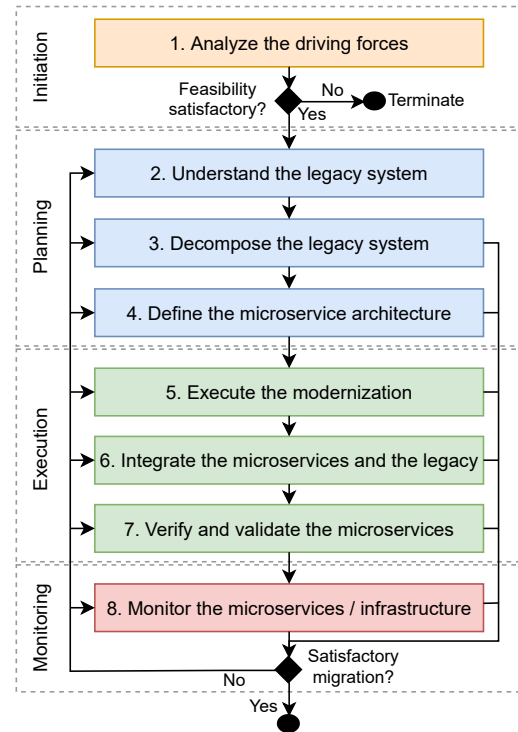 Initiation
1. Analyze the driving forces
Feasibility
satisfactory?
No
Terminate
Yes
Planning
2. Understand the legacy system
3. Decompose the legacy system
4. Define the microservice architecture
Execution
5. Execute the modernization
6. Integrate the microservices and the legacy
7. Verify and validate the microservices
Monitoring
8. Monitor the microservices / infrastructure
Satisfactory
migration?
No
Yes